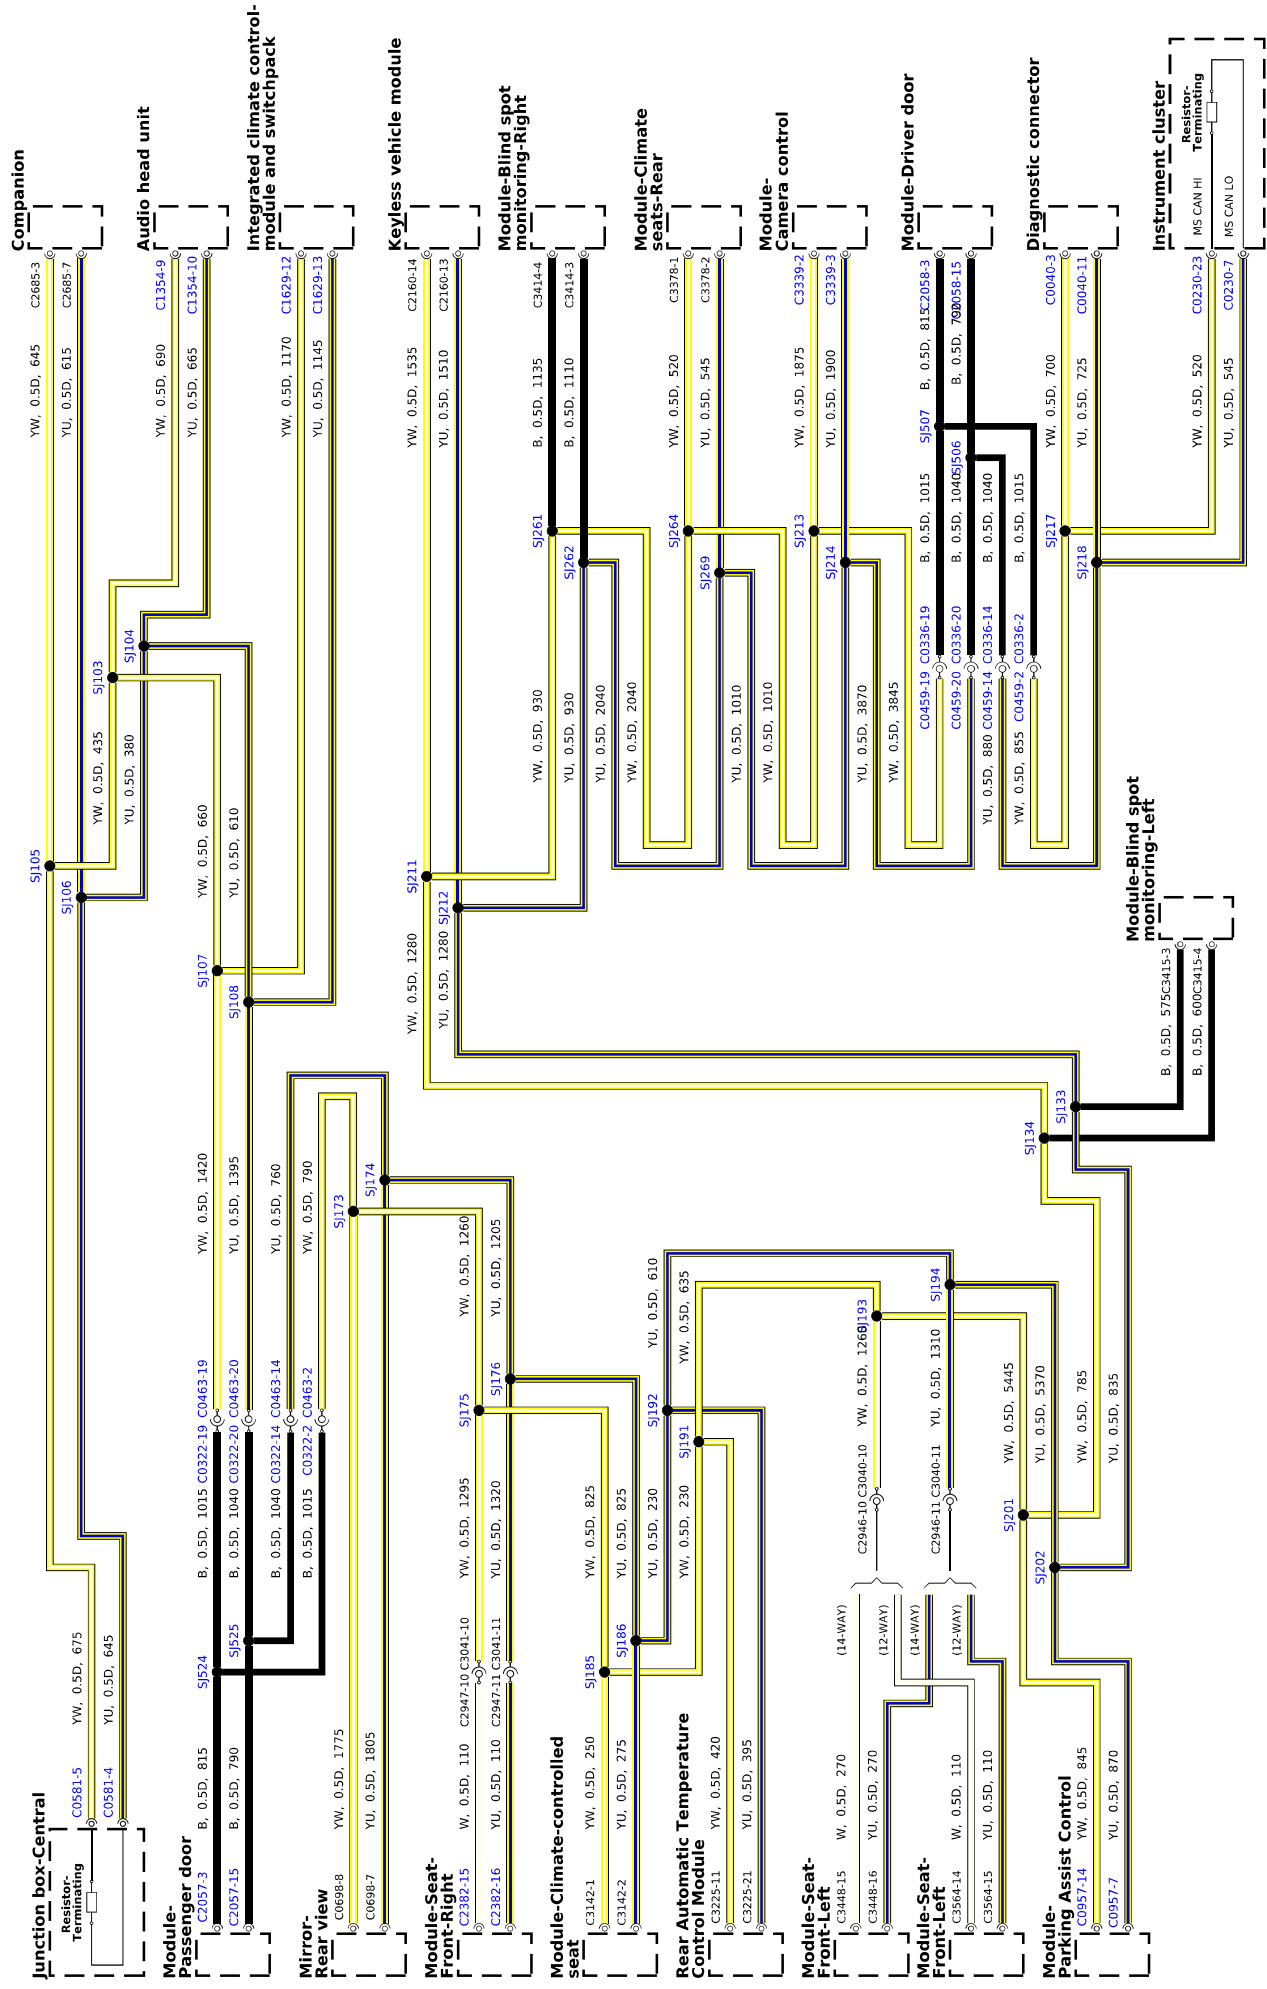 Companion
C2685-3
C2685-7
YW, 0.5D, 645
YU, 0.5D, 615
Audio head unit
C1354-9
C1354-10
YW, 0.5D, 690
YU, 0.5D, 665
Integrated climate control-
module and switchpack
C1629-12
C1629-13
YW, 0.5D, 1170
YU, 0.5D, 1145
Keyless vehicle module
C2160-14
C2160-13
YW, 0.5D, 1535
YU, 0.5D, 1510
Module-Blind spot
monitoring-Right
C3414-4
C3414-3
B, 0.5D, 1135
B, 0.5D, 1110
Module-Climate
seats-Rear
C3378-1
C3378-2
YW, 0.5D, 520
YU, 0.5D, 545
Module-
Camera control
C3339-2
C3339-3
YW, 0.5D, 1875
YU, 0.5D, 1900
Module-Driver door
C2058-3
C2058-15
B, 0.5D, 815
B, 0.5D, 790
Diagnostic connector
C0040-3
C0040-11
YW, 0.5D, 700
YU, 0.5D, 725
Instrument cluster
Resistor-
Terminating
MS CAN HI
MS CAN LO
C0230-23
C0230-7
YW, 0.5D, 520
YU, 0.5D, 545
SJ103
SJ104
YW, 0.5D, 435
YU, 0.5D, 380
SJ105
SJ106
YW, 0.5D, 660
YU, 0.5D, 610
SJ107
SJ108
SJ261
SJ262
SJ264
SJ269
SJ213
SJ214
SJ507
SJ506
B, 0.5D, 1015
B, 0.5D, 1040
B, 0.5D, 1040
B, 0.5D, 1015
C0336-19
C0336-20
C0336-14
C0336-2
C0459-19
C0459-20
C0459-14
C0459-2
YU, 0.5D, 880
YW, 0.5D, 855
SJ217
SJ218
YW, 0.5D, 930
YU, 0.5D, 930
YU, 0.5D, 2040
YW, 0.5D, 2040
YU, 0.5D, 1010
YW, 0.5D, 1010
YU, 0.5D, 3870
YW, 0.5D, 3845
SJ211
SJ212
YW, 0.5D, 1280
YU, 0.5D, 1280
Module-Blind spot
monitoring-Left
C3415-3
C3415-4
B, 0.5D, 575
B, 0.5D, 600
SJ133
SJ134
YW, 0.5D, 1420
YU, 0.5D, 1395
YU, 0.5D, 760
YW, 0.5D, 790
SJ173
SJ174
C0463-19
C0463-20
C0463-14
C0463-2
C0322-19
C0322-20
C0322-14
C0322-2
B, 0.5D, 1015
B, 0.5D, 1040
B, 0.5D, 1040
B, 0.5D, 1015
SJ524
SJ525
YW, 0.5D, 1260
YU, 0.5D, 1205
SJ175
SJ176
YW, 0.5D, 1295
YU, 0.5D, 1320
C3041-10
C3041-11
C2947-10
C2947-11
YW, 0.5D, 825
YU, 0.5D, 825
SJ185
SJ186
YU, 0.5D, 610
YW, 0.5D, 635
SJ192
SJ191
YU, 0.5D, 230
YW, 0.5D, 230
SJ193
SJ194
YW, 0.5D, 1260
YU, 0.5D, 1310
C3040-10
C3040-11
C2946-10
C2946-11
(14-WAY)
(12-WAY)
(14-WAY)
(12-WAY)
YW, 0.5D, 5445
YU, 0.5D, 5370
YW, 0.5D, 785
YU, 0.5D, 835
SJ201
SJ202
Junction box-Central
Resistor-
Terminating
C0581-5
C0581-4
YW, 0.5D, 675
YU, 0.5D, 645
Module-
Passenger door
C2057-3
C2057-15
B, 0.5D, 815
B, 0.5D, 790
Mirror-
Rear view
C0698-8
C0698-7
YW, 0.5D, 1775
YU, 0.5D, 1805
Module-Seat-
Front-Right
C2382-15
C2382-16
W, 0.5D, 110
YU, 0.5D, 110
Module-Climate-controlled
seat
C3142-1
C3142-2
YW, 0.5D, 250
YU, 0.5D, 275
Rear Automatic Temperature
Control Module
C3225-11
C3225-21
YW, 0.5D, 420
YU, 0.5D, 395
Module-Seat-
Front-Left
C3448-15
C3448-16
W, 0.5D, 270
YU, 0.5D, 270
Module-Seat-
Front-Left
C3564-14
C3564-15
W, 0.5D, 110
YU, 0.5D, 110
Module-
Parking Assist Control
C0957-14
C0957-7
YW, 0.5D, 845
YU, 0.5D, 870